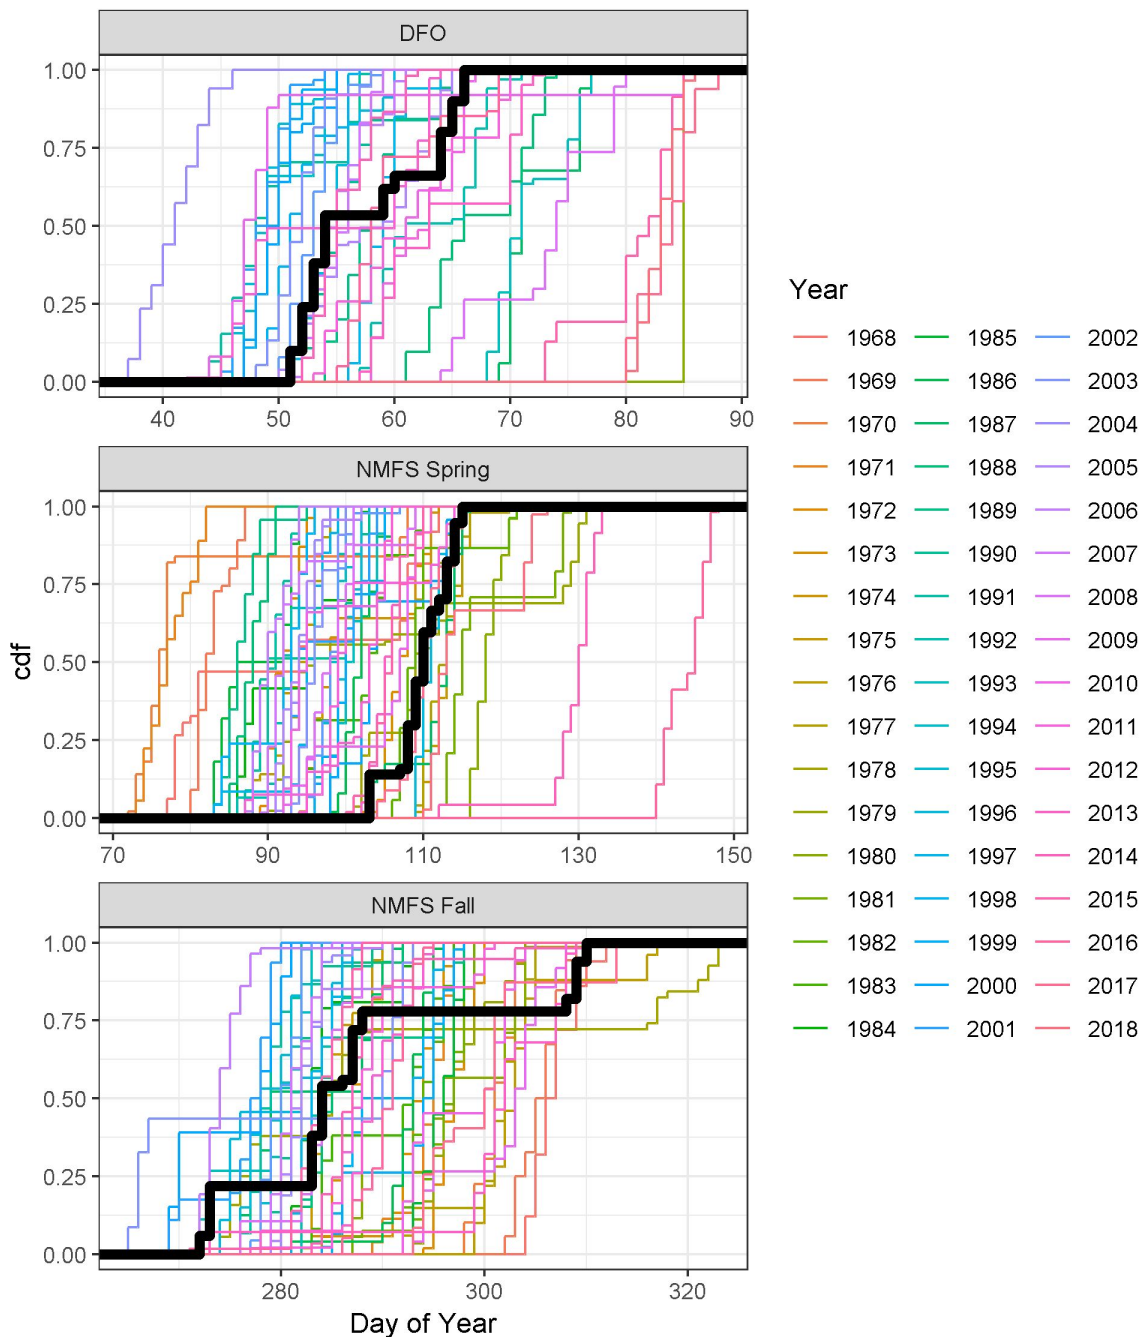 DFO
1.00
0.75
0.50
0.25
0.00
40 50 60 70 80 90
NMFS Spring
1.00
0.75
0.50
0.25
0.00
70 90 110 130 150
NMFS Fall
1.00
0.75
0.50
0.25
0.00
280 300 320
Day of Year
cdf
Year
1968 1985 2002
1969 1986 2003
1970 1987 2004
1971 1988 2005
1972 1989 2006
1973 1990 2007
1974 1991 2008
1975 1992 2009
1976 1993 2010
1977 1994 2011
1978 1995 2012
1979 1996 2013
1980 1997 2014
1981 1998 2015
1982 1999 2016
1983 2000 2017
1984 2001 2018